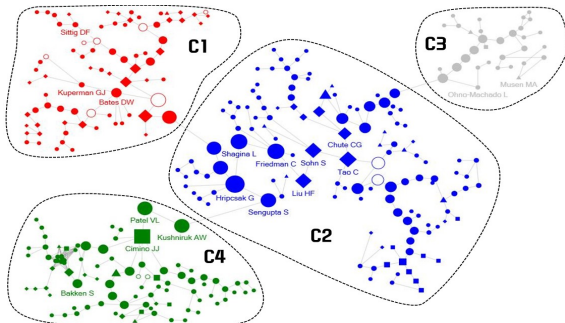 Sittig DF
C1
Kuperman GJ
Bates DW
C3
Musen MA
Ohno-Machado L
Chute CG
Shagina L
Friedman C
Sohn S
Tao C
Hripcsak G
Liu HF
Sengupta S
C2
Patel VL
Kushniruk AW
Cimino JJ
C4
Bakken S